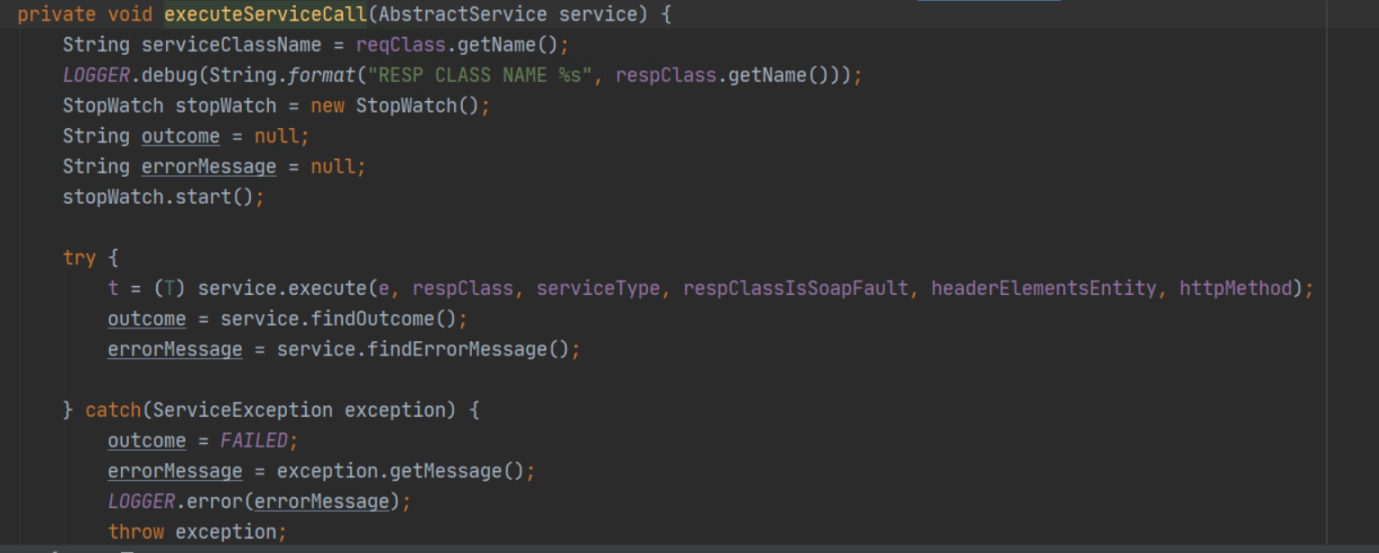 private void executeServiceCall(AbstractService service) {
String serviceClassName = reqClass.getName();
LOGGER.debug(String.format("RESP CLASS NAME %s", respClass.getName()));
StopWatch stopWatch = new StopWatch();
String outcome = null;
String errorMessage = null;
stopWatch.start();
try {
t = (T) service.execute(e, respClass, serviceType, respClassIsSoapFault, headerElementsEntity, httpMethod);
outcome = service.findOutcome();
errorMessage = service.findErrorMessage();
} catch(ServiceException exception) {
outcome = FAILED;
errorMessage = exception.getMessage();
LOGGER.error(errorMessage);
throw exception;